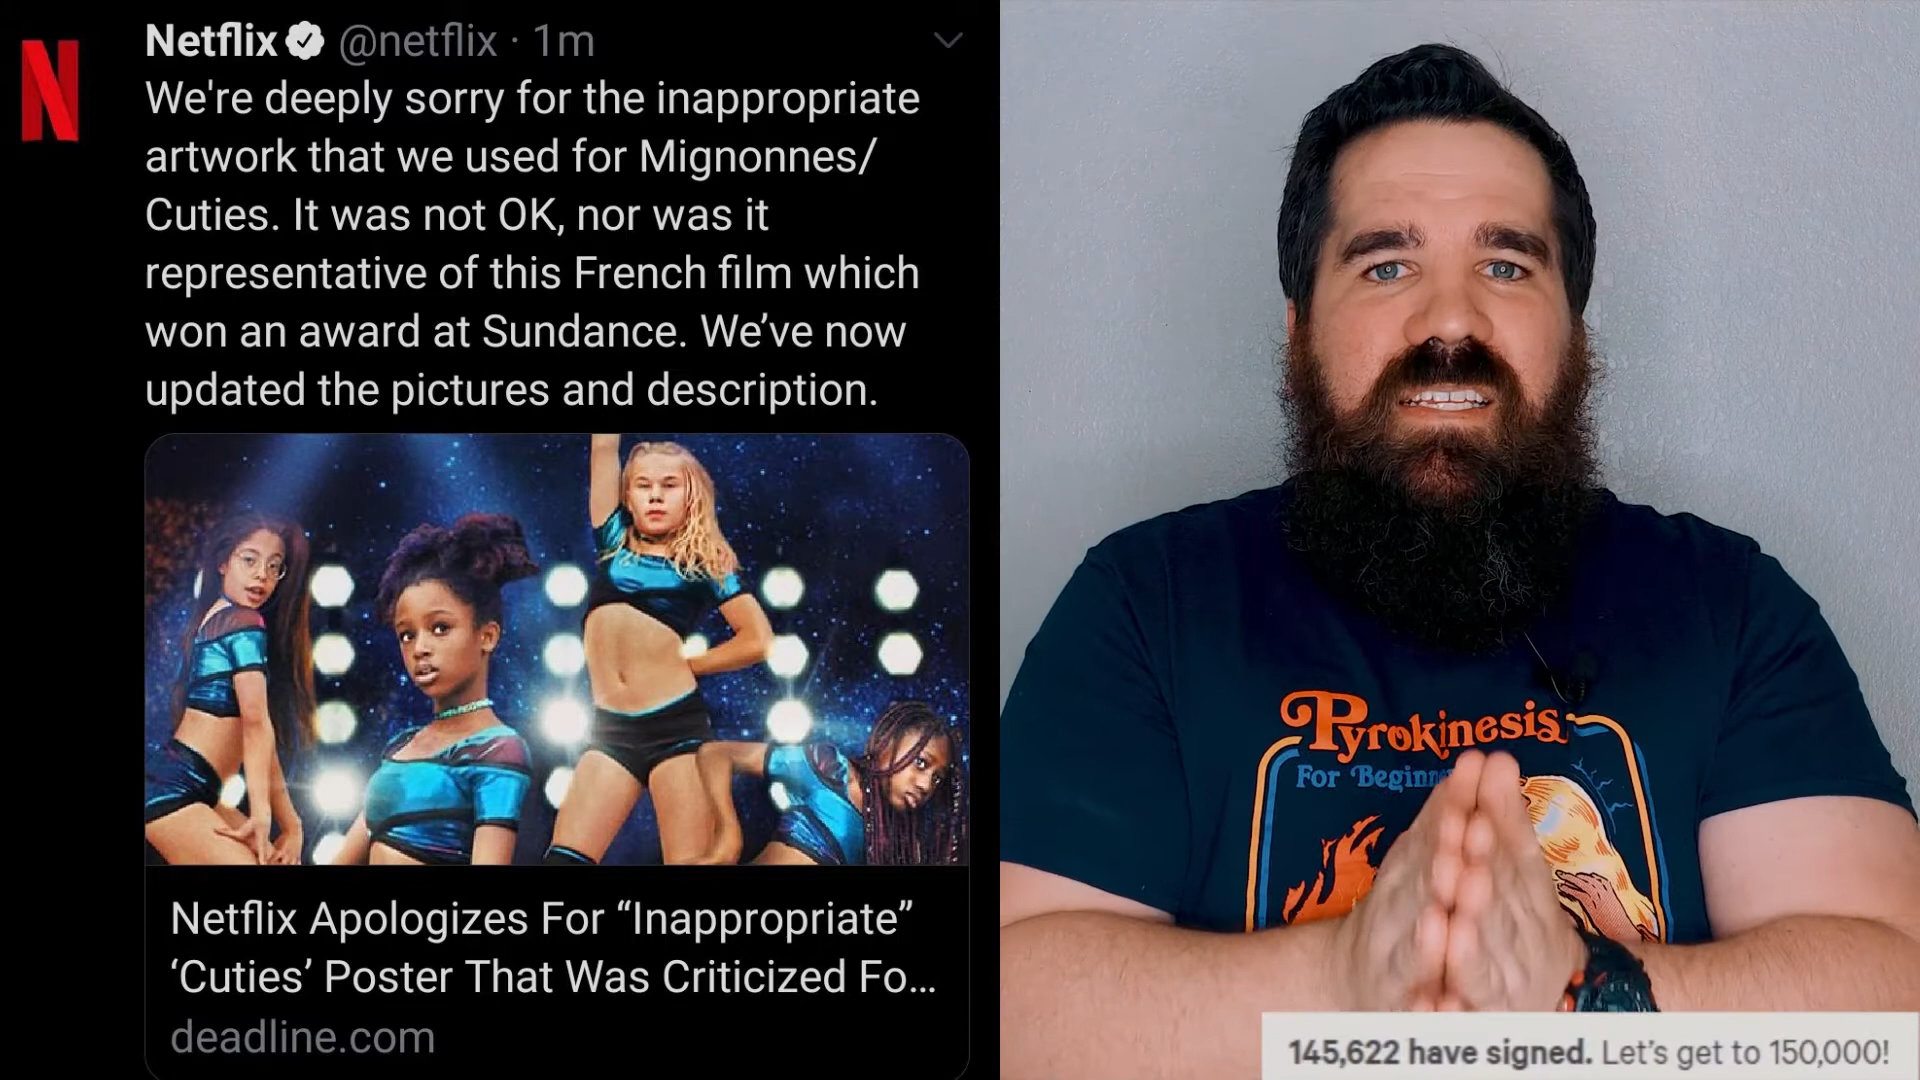 Netflix @netflix · 1m
We're deeply sorry for the inappropriate
artwork that we used for Mignonnes/
Cuties. It was not OK, nor was it
representative of this French film which
won an award at Sundance. We’ve now
updated the pictures and description.
Netflix Apologizes For “Inappropriate”
‘Cuties’ Poster That Was Criticized Fo...
deadline.com
Pyrokinesis
For Beginne
145,622 have signed. Let’s get to 150,000!